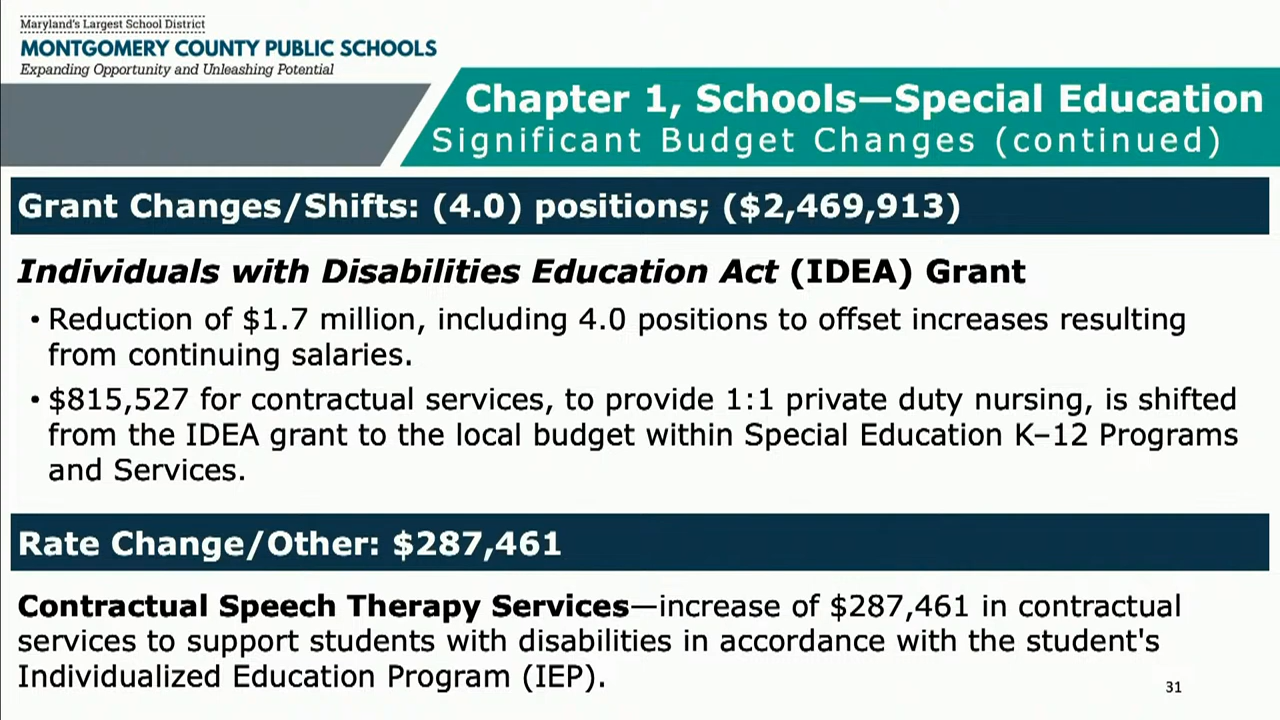 Maryland's Largest School District
MONTGOMERY COUNTY PUBLIC SCHOOLS
Expanding Opportunity and Unleashing Potential
Chapter 1, Schools—Special Education
Significant Budget Changes (continued)
Grant Changes/Shifts: (4.0) positions; ($2,469,913)
Individuals with Disabilities Education Act (IDEA) Grant
• Reduction of $1.7 million, including 4.0 positions to offset increases resulting
from continuing salaries.
• $815,527 for contractual services, to provide 1:1 private duty nursing, is shifted
from the IDEA grant to the local budget within Special Education K–12 Programs
and Services.
Rate Change/Other: $287,461
Contractual Speech Therapy Services—increase of $287,461 in contractual
services to support students with disabilities in accordance with the student's
Individualized Education Program (IEP).
31